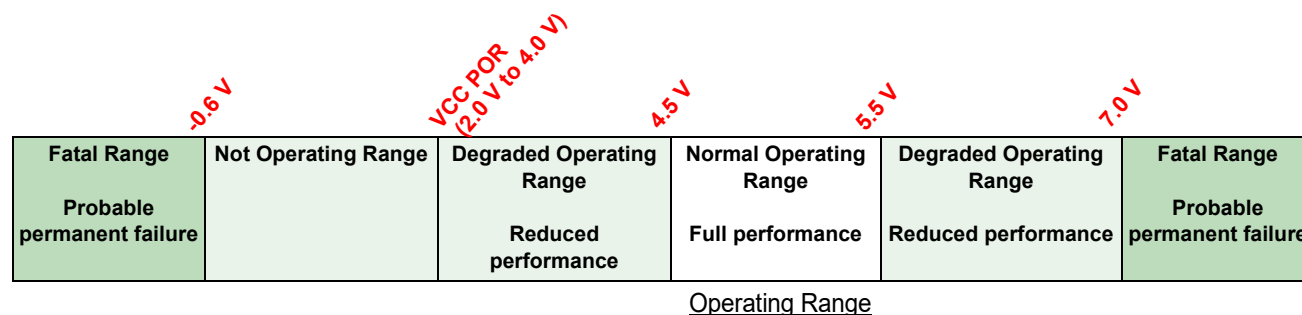 -0.6 V
VCC POR
(2.0 V to 4.0 V)
4.5 V
5.5 V
7.0 V
Fatal Range
Probable
permanent failure
Not Operating Range
Degraded Operating
Range
Reduced
performance
Normal Operating
Range
Full performance
Degraded Operating
Range
Reduced performance
Fatal Range
Probable
permanent failure
Operating Range